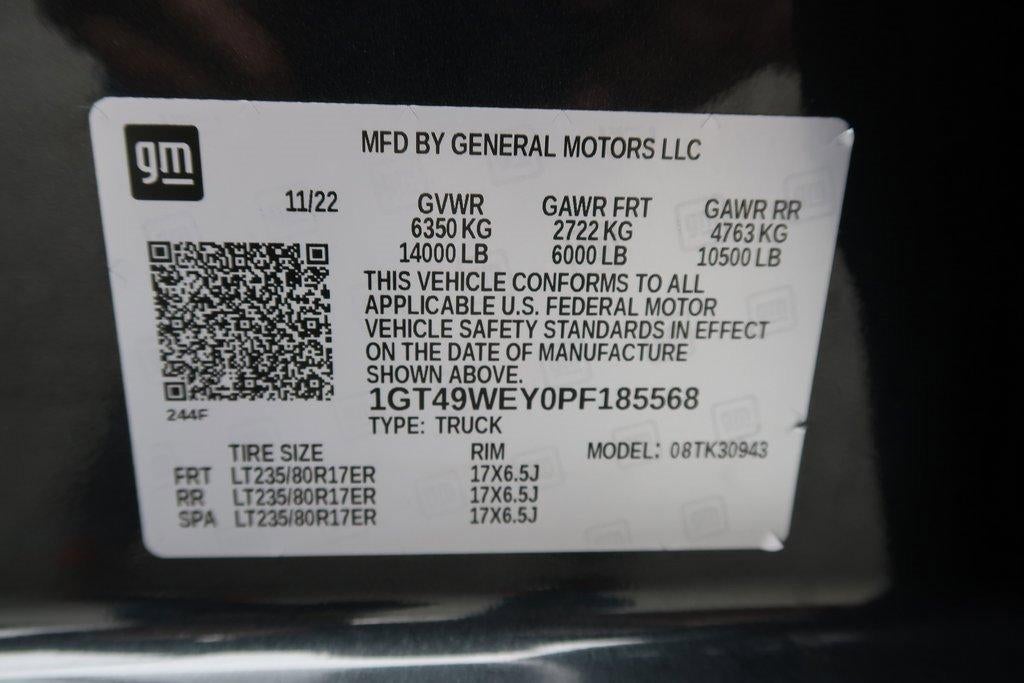 gm
MFD BY GENERAL MOTORS LLC
11/22 GVWR GAWR FRT GAWR RR
6350 KG 2722 KG 4763 KG
14000 LB 6000 LB 10500 LB
THIS VEHICLE CONFORMS TO ALL
APPLICABLE U.S. FEDERAL MOTOR
VEHICLE SAFETY STANDARDS IN EFFECT
ON THE DATE OF MANUFACTURE
SHOWN ABOVE.
244F
1GT49WEY0PF185568
TYPE: TRUCK
TIRE SIZE RIM MODEL: 08TK30943
FRT LT235/80R17ER 17X6.5J
RR LT235/80R17ER 17X6.5J
SPA LT235/80R17ER 17X6.5J